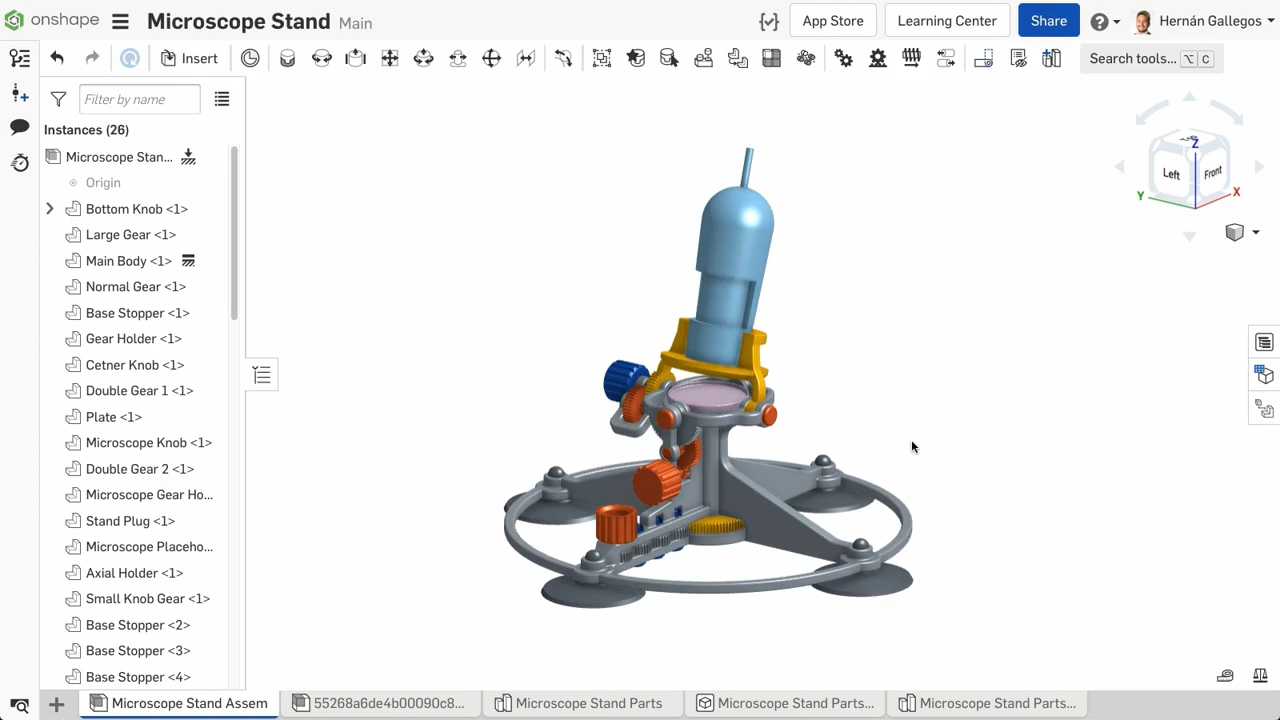 onshape Microscope Stand Main App Store Learning Center Share Hernán Gallegos
Insert Search tools... ⌥ C
Filter by name
Instances (26)
Microscope Stan...
Origin
Bottom Knob <1>
Large Gear <1>
Main Body <1>
Normal Gear <1>
Base Stopper <1>
Gear Holder <1>
Cetner Knob <1>
Double Gear 1 <1>
Plate <1>
Microscope Knob <1>
Double Gear 2 <1>
Microscope Gear Ho...
Stand Plug <1>
Microscope Placeho...
Axial Holder <1>
Small Knob Gear <1>
Base Stopper <2>
Base Stopper <3>
Base Stopper <4>
Z
Left Front
Y X
Microscope Stand Assem 55268a6de4b00090c8... Microscope Stand Parts Microscope Stand Parts... Microscope Stand Parts...